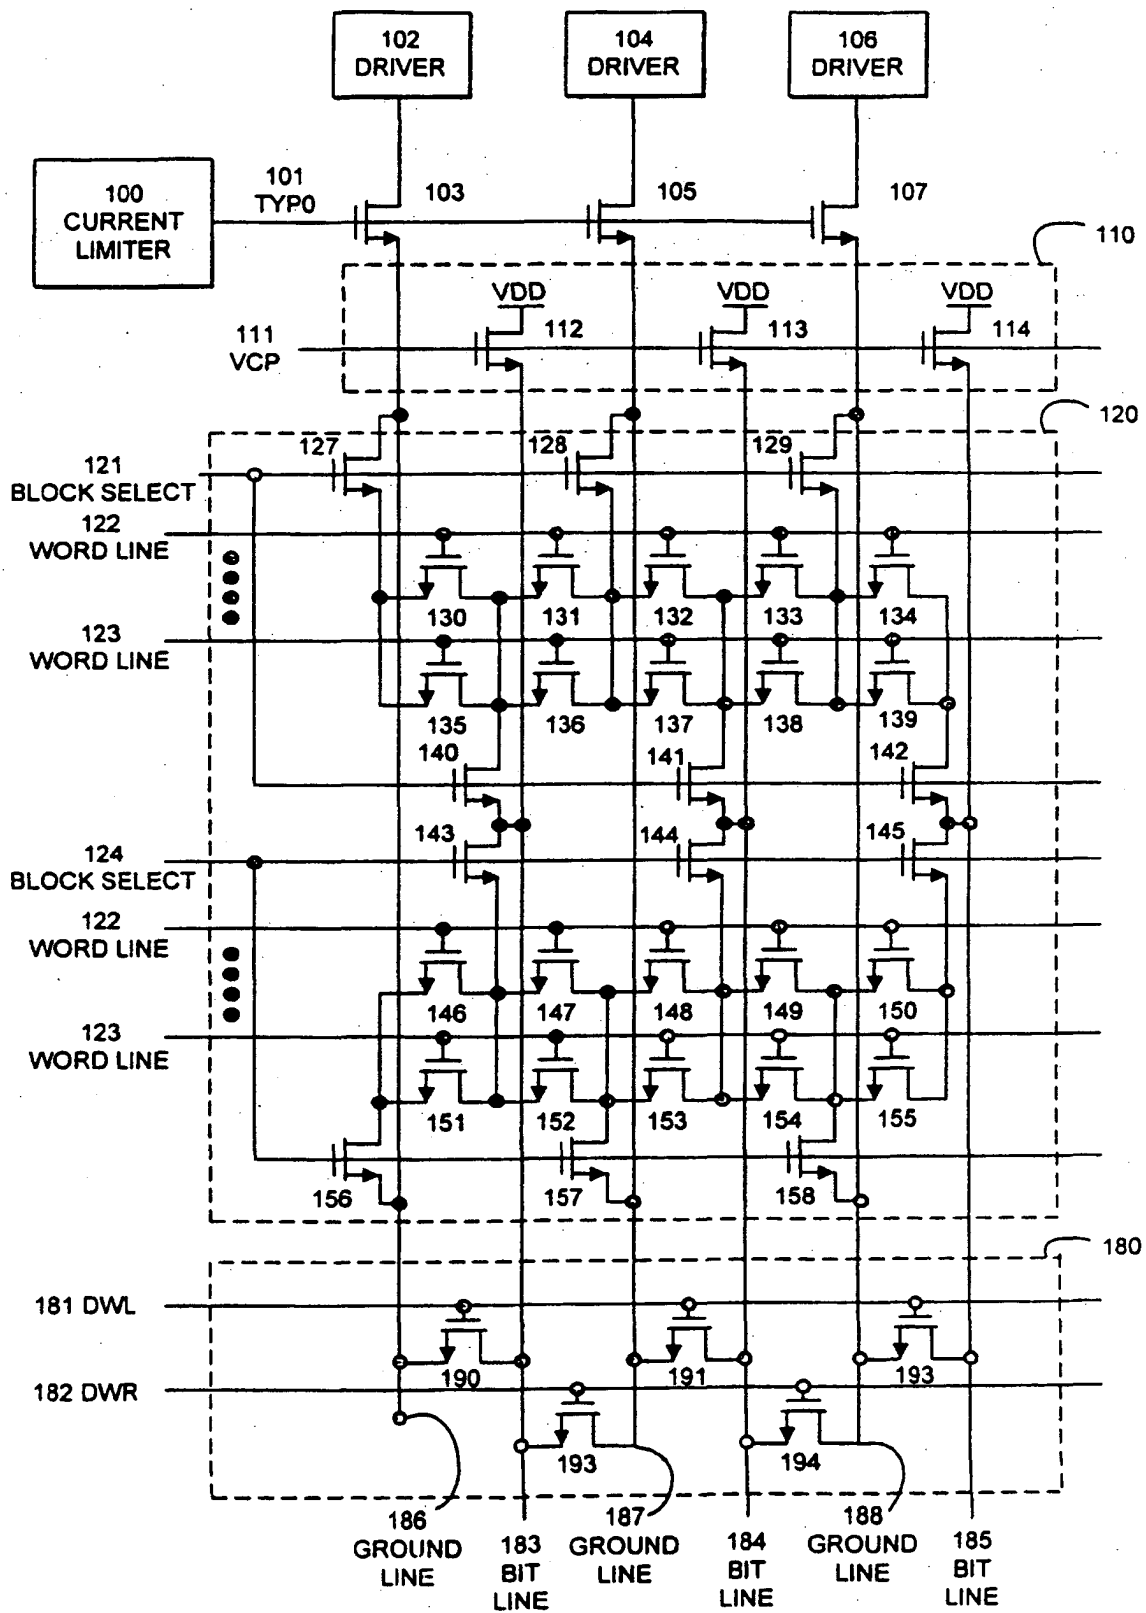 102
DRIVER
104
DRIVER
106
DRIVER
100
CURRENT
LIMITER
101
TYP0
103
105
107
110
VDD
VDD
VDD
111
VCP
112
113
114
120
127
128
129
121
BLOCK SELECT
122
WORD LINE
130
131
132
133
134
123
WORD LINE
135
136
137
138
139
140
141
142
143
144
145
124
BLOCK SELECT
122
WORD LINE
146
147
148
149
150
123
WORD LINE
151
152
153
154
155
156
157
158
180
181 DWL
190
191
193
182 DWR
193
194
186
GROUND
LINE
183
BIT
LINE
187
GROUND
LINE
184
BIT
LINE
188
GROUND
LINE
185
BIT
LINE